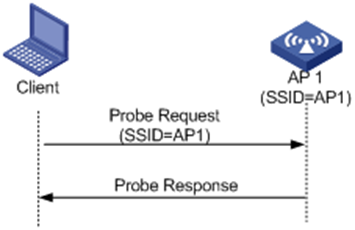 Client
AP 1
(SSID=AP1)
Probe Request
(SSID=AP1)
Probe Response